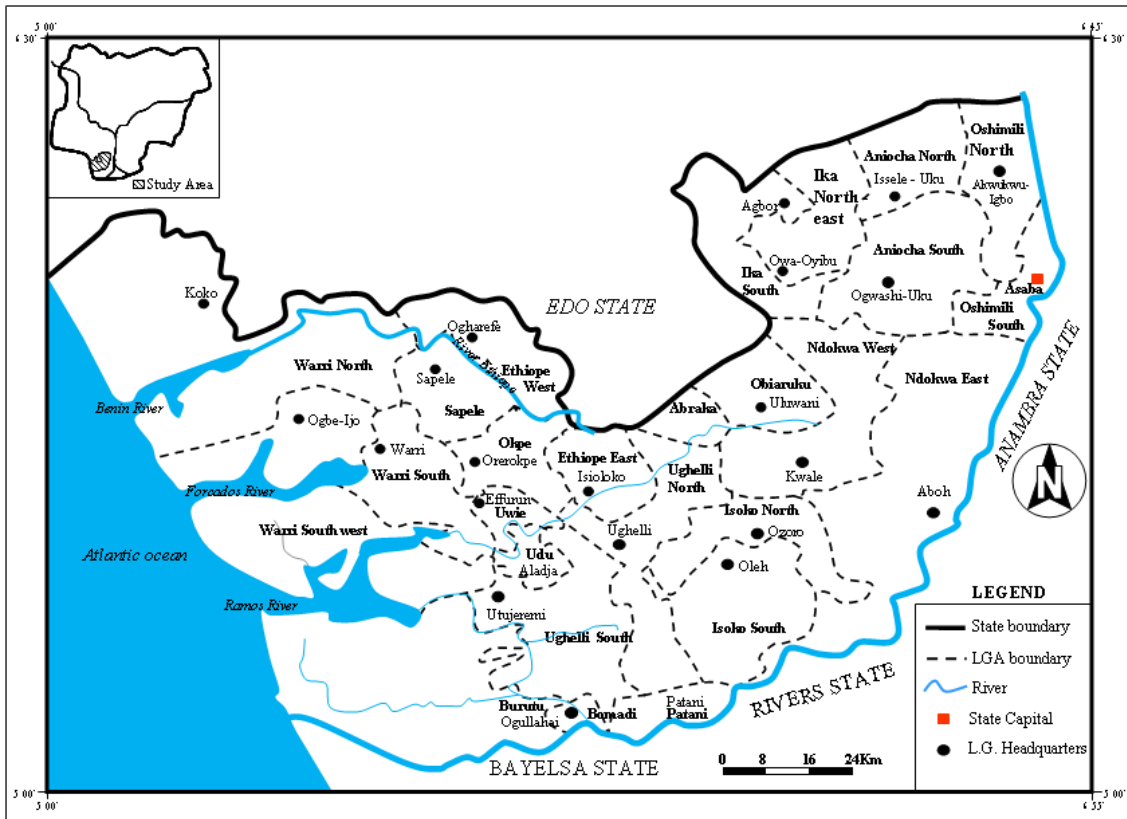 5 00'
6 30'
6 45'
6 30'
Study Area
Oshimili
North
Akwukwu-
Igbo
Aniocha North
Issele - Uku
Ika
North
east
Agbor
Aniocha South
Owa-Oyibu
Ika
South
Ogwashi-Uku
Asaba
Oshimili
South
Koko
EDO STATE
Ogharefe
River Ethiope
Ethiope
West
Warri North
Sapele
Sapele
Ndokwa West
Ndokwa East
ANAMBRA STATE
Obiaruku
Uluwani
Abraka
Benin River
Ogbe-Ijo
Warri
Okpe
Orerokpe
Ethiope East
Isioloko
Ughelli
North
Kwale
Warri South
Forcados River
Effurun
Uwie
Aboh
N
Isoko North
Ozoro
Warri South west
Ughelli
Atlantic ocean
Udu
Aladja
Oleh
Ramos River
Utujeremi
Ughelli South
Isoko South
LEGEND
State boundary
LGA boundary
River
State Capital
L.G. Headquarters
RIVERS STATE
Burutu
Ogullahai
Bomadi
Patani
Patani
BAYELSA STATE
0 8 16 24Km
5 00'
5 00'
6 55'
5 00'